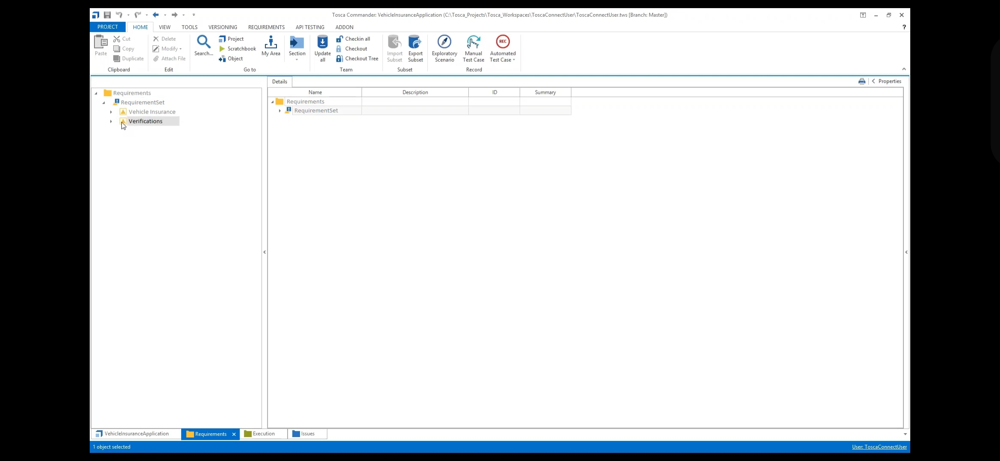 Tosca Commander: VehicleInsuranceApplication (C:\Tosca_Projects\Tosca_Workspaces\ToscaConnectUser\ToscaConnectUser.tws [Branch: Master])
PROJECT HOME VIEW TOOLS VERSIONING REQUIREMENTS API TESTING ADDON ?
Paste
Cut
Copy
Duplicate
Clipboard
Delete
Modify
Attach File
Edit
Search...
Project
Scratchbook
Object
My Area
Section
Go to
Update
all
Checkin all
Checkout
Checkout Tree
Team
Import
Subset
Export
Subset
Subset
Exploratory
Scenario
Manual
Test Case
REC
Automated
Test Case
Record
Requirements
RequirementSet
Vehicle Insurance
Verifications
Details
Properties
Name Description ID Summary
Requirements
RequirementSet
VehicleInsuranceApplication Requirements Execution Issues
1 object selected
User: ToscaConnectUser